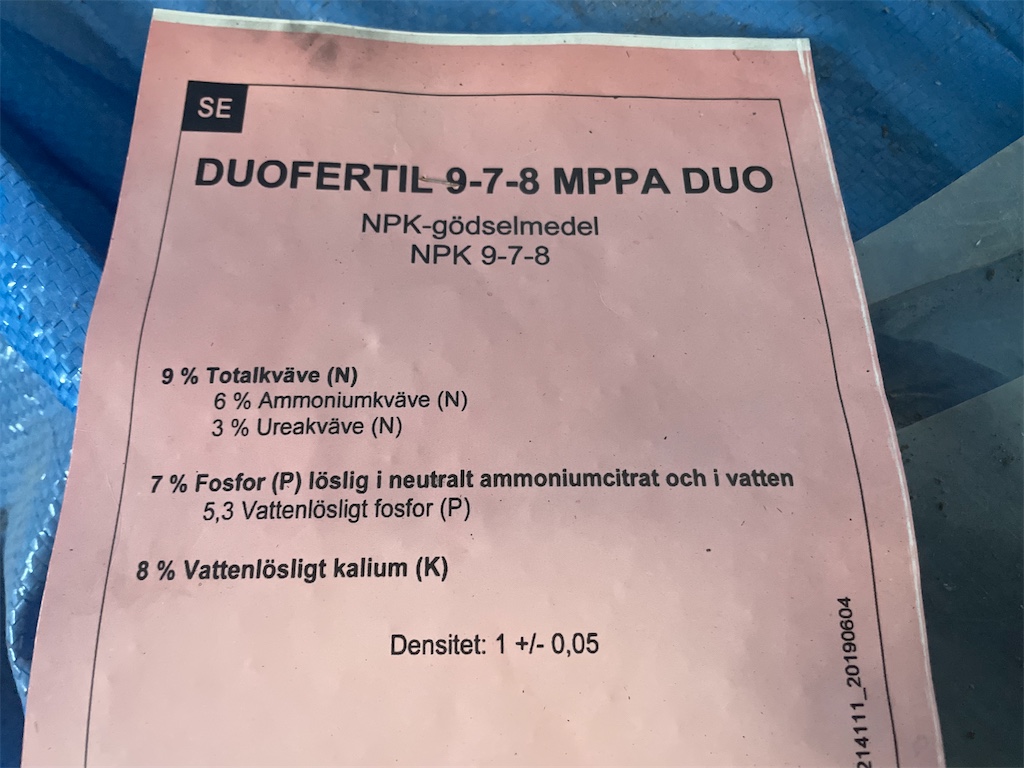 SE
DUOFERTIL 9-7-8 MPPA DUO
NPK-gödselmedel
NPK 9-7-8
9 % Totalkväve (N)
6 % Ammoniumkväve (N)
3 % Ureakväve (N)
7 % Fosfor (P) löslig i neutralt ammoniumcitrat och i vatten
5,3 Vattenlösligt fosfor (P)
8 % Vattenlösligt kalium (K)
Densitet: 1 +/- 0,05
214111_20190604